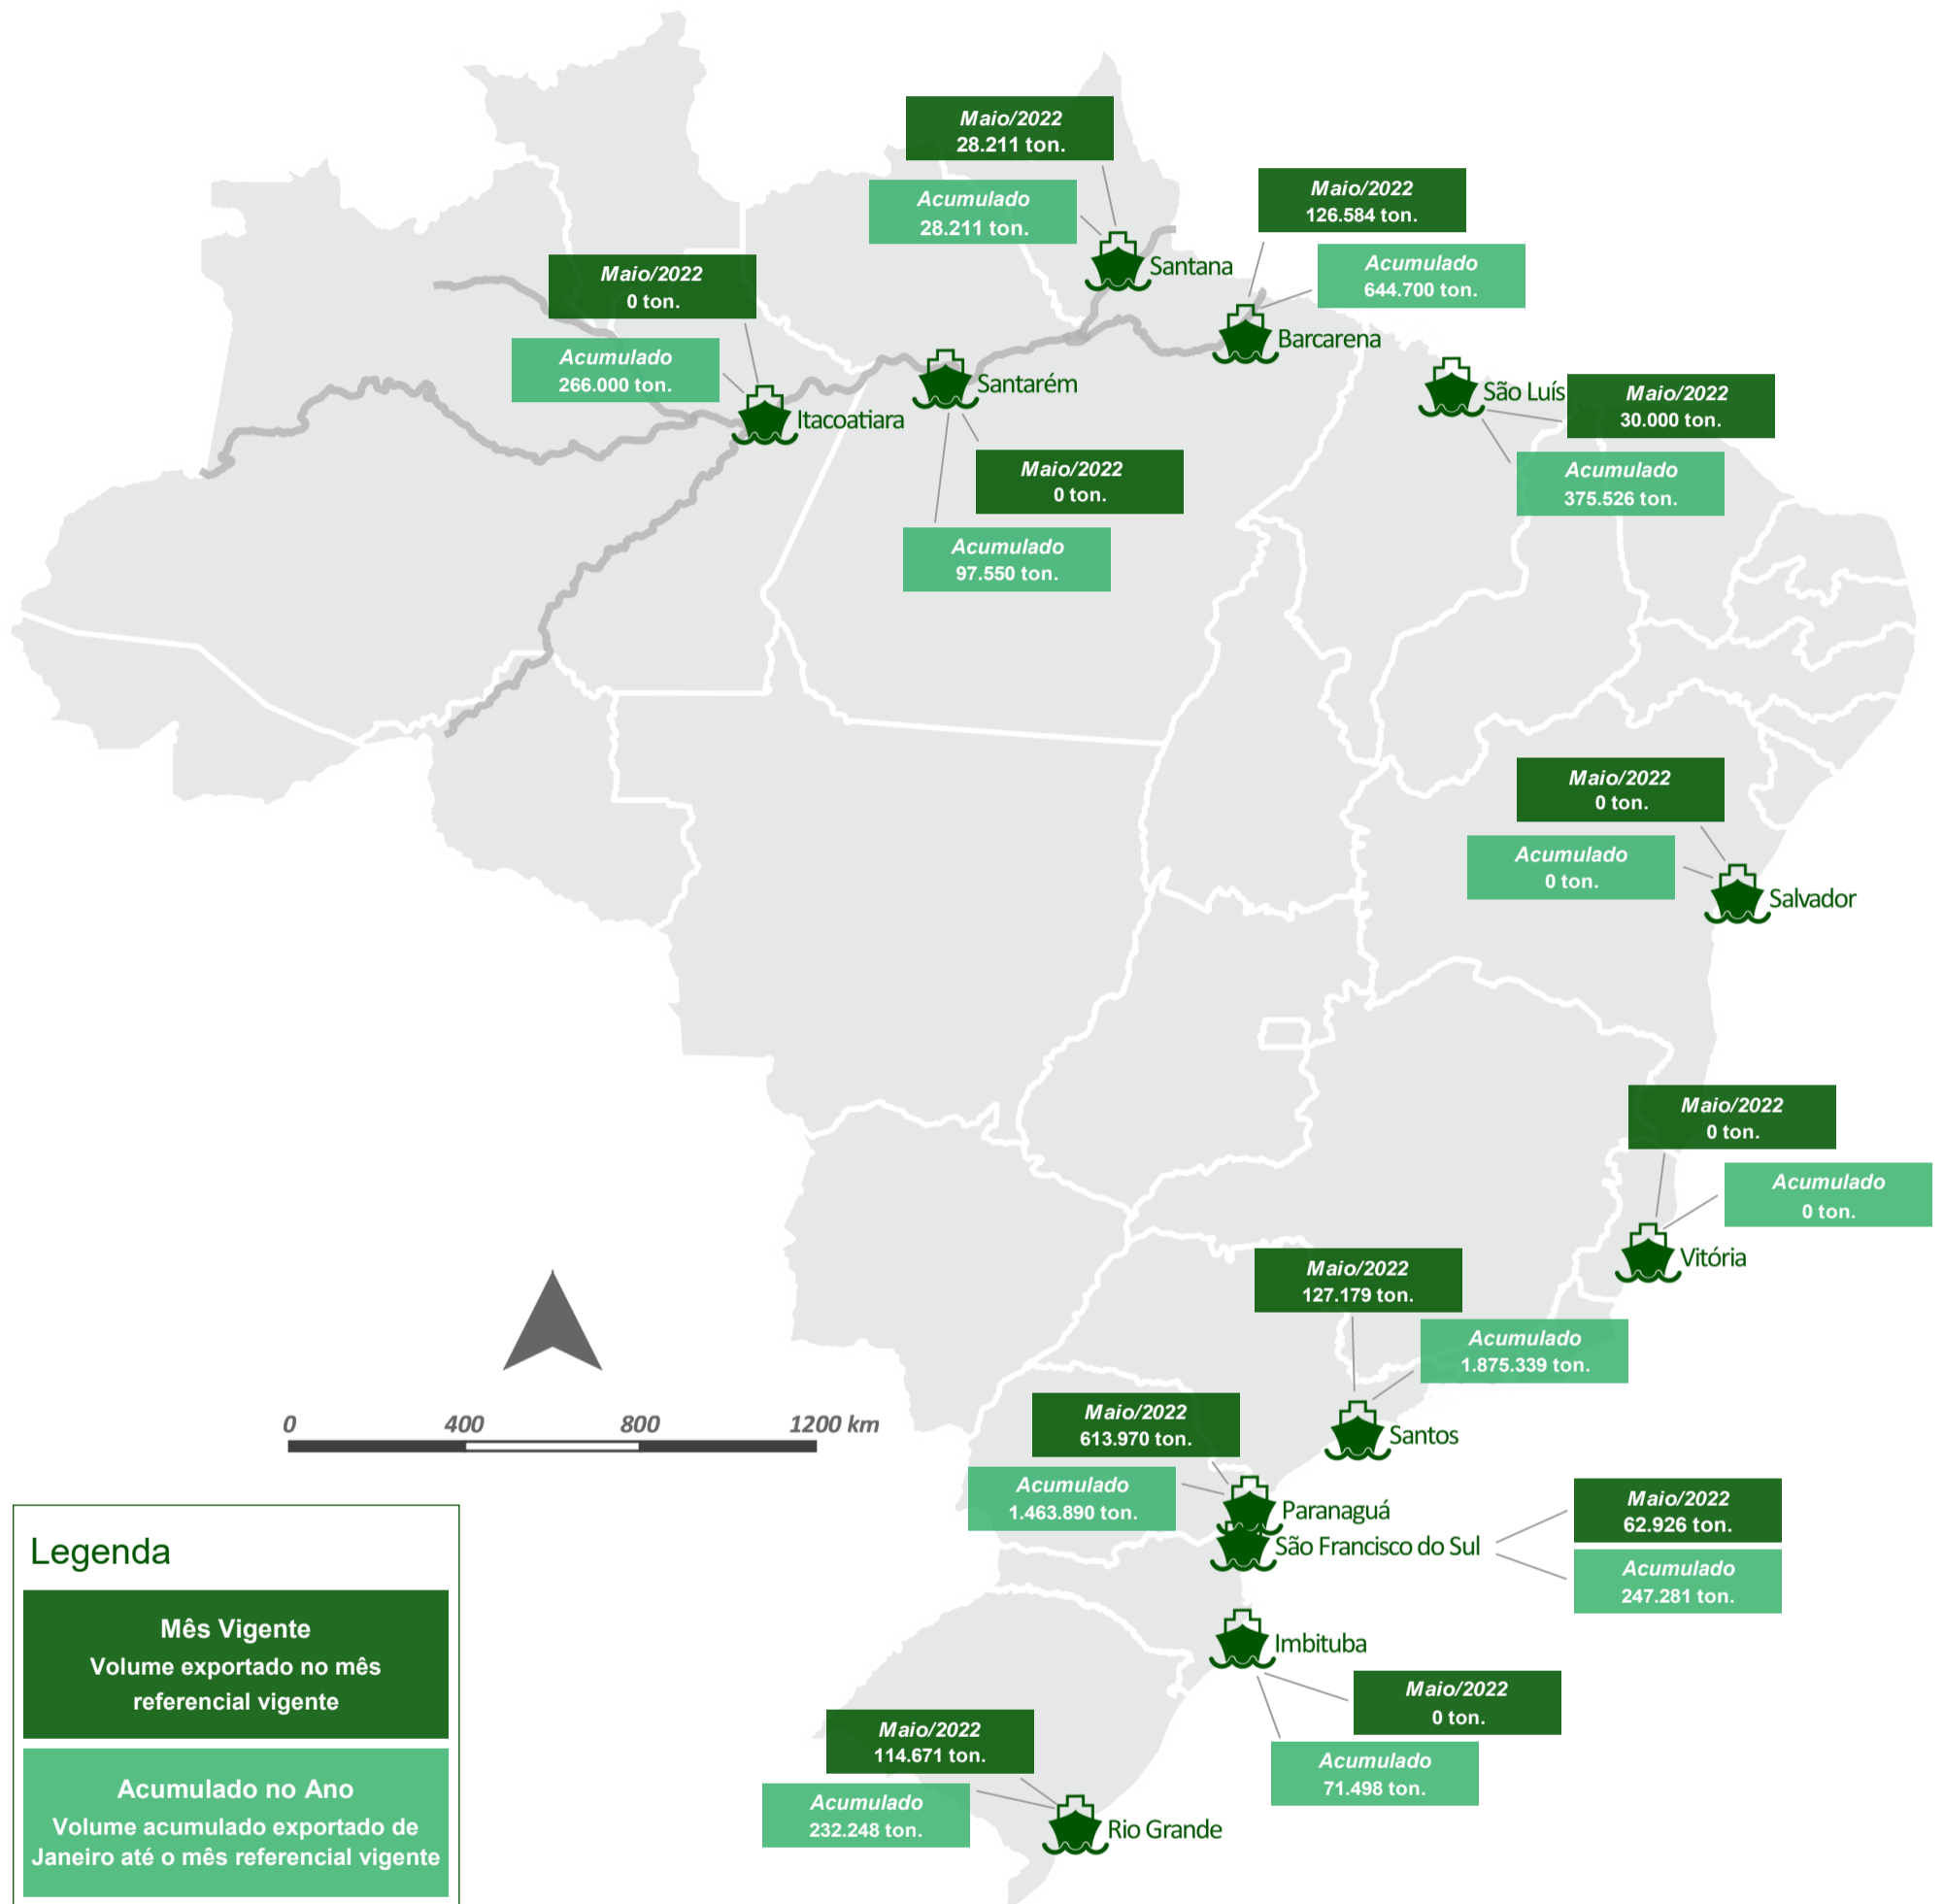 Maio/2022
28.211 ton.
Acumulado
28.211 ton.
Santana
Maio/2022
126.584 ton.
Acumulado
644.700 ton.
Barcarena
Maio/2022
0 ton.
Acumulado
266.000 ton.
Itacoatiara
Santarém
Maio/2022
0 ton.
Acumulado
97.550 ton.
São Luís
Maio/2022
30.000 ton.
Acumulado
375.526 ton.
Maio/2022
0 ton.
Acumulado
0 ton.
Salvador
Maio/2022
0 ton.
Acumulado
0 ton.
Vitória
Maio/2022
127.179 ton.
Acumulado
1.875.339 ton.
Santos
Maio/2022
613.970 ton.
Acumulado
1.463.890 ton.
Paranaguá
São Francisco do Sul
Maio/2022
62.926 ton.
Acumulado
247.281 ton.
Imbituba
Maio/2022
0 ton.
Acumulado
71.498 ton.
Maio/2022
114.671 ton.
Acumulado
232.248 ton.
Rio Grande
0 400 800 1200 km
Legenda
Mês Vigente
Volume exportado no mês
referencial vigente
Acumulado no Ano
Volume acumulado exportado de
Janeiro até o mês referencial vigente